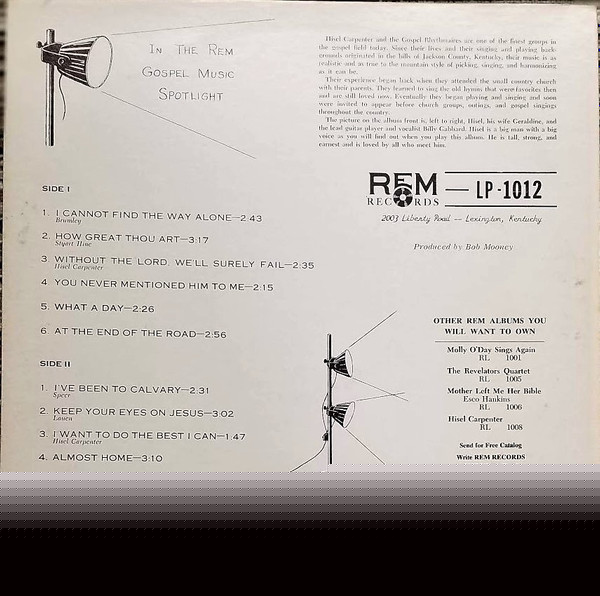 IN THE REM
GOSPEL MUSIC
SPOTLIGHT
Hisel Carpenter and the Gospel Rhythmaires are one of the finest groups in
the gospel field today. Since their lives and their singing and playing back-
grounds originated in the hills of Jackson County, Kentucky, their music is as
realistic and as true to the mountain style of picking, singing, and harmonizing
as it can be.
Their experience began back when they attended the small country church
with their parents. They learned to sing the old hymns that were favorites then
and are still loved now. Eventually they began playing and singing and soon
were invited to appear before church groups, outings, and gospel singings
throughout the country.
The picture on the album front is, left to right, Hisel, his wife Geraldine, and
the lead guitar player and vocalist Billy Gabbard. Hisel is a big man with a big
voice as you will find out when you play this album. He is tall, strong, and
earnest and is loved by all who meet him.
REM
RECORDS
LP-1012
2003 Liberty Road — Lexington, Kentucky
Produced by Bob Mooney
SIDE I
1. I CANNOT FIND THE WAY ALONE—2:43
Brumley
2. HOW GREAT THOU ART—3:17
Stuart Hine
3. WITHOUT THE LORD, WE'LL SURELY FAIL—2:35
Hisel Carpenter
4. YOU NEVER MENTIONED HIM TO ME—2:15
5. WHAT A DAY—2:26
6. AT THE END OF THE ROAD—2:56
SIDE II
1. I'VE BEEN TO CALVARY—2:31
Speer
2. KEEP YOUR EYES ON JESUS—3:02
3. I WANT TO DO THE BEST I CAN—1:47
Hisel Carpenter
4. ALMOST HOME—3:10
OTHER REM ALBUMS YOU
WILL WANT TO OWN
Molly O'Day Sings Again
RL 1001
The Revelators Quartet
RL 1005
Mother Left Me Her Bible
Esco Hankins
RL 1006
Hisel Carpenter
RL 1008
Send for Free Catalog
Write REM RECORDS